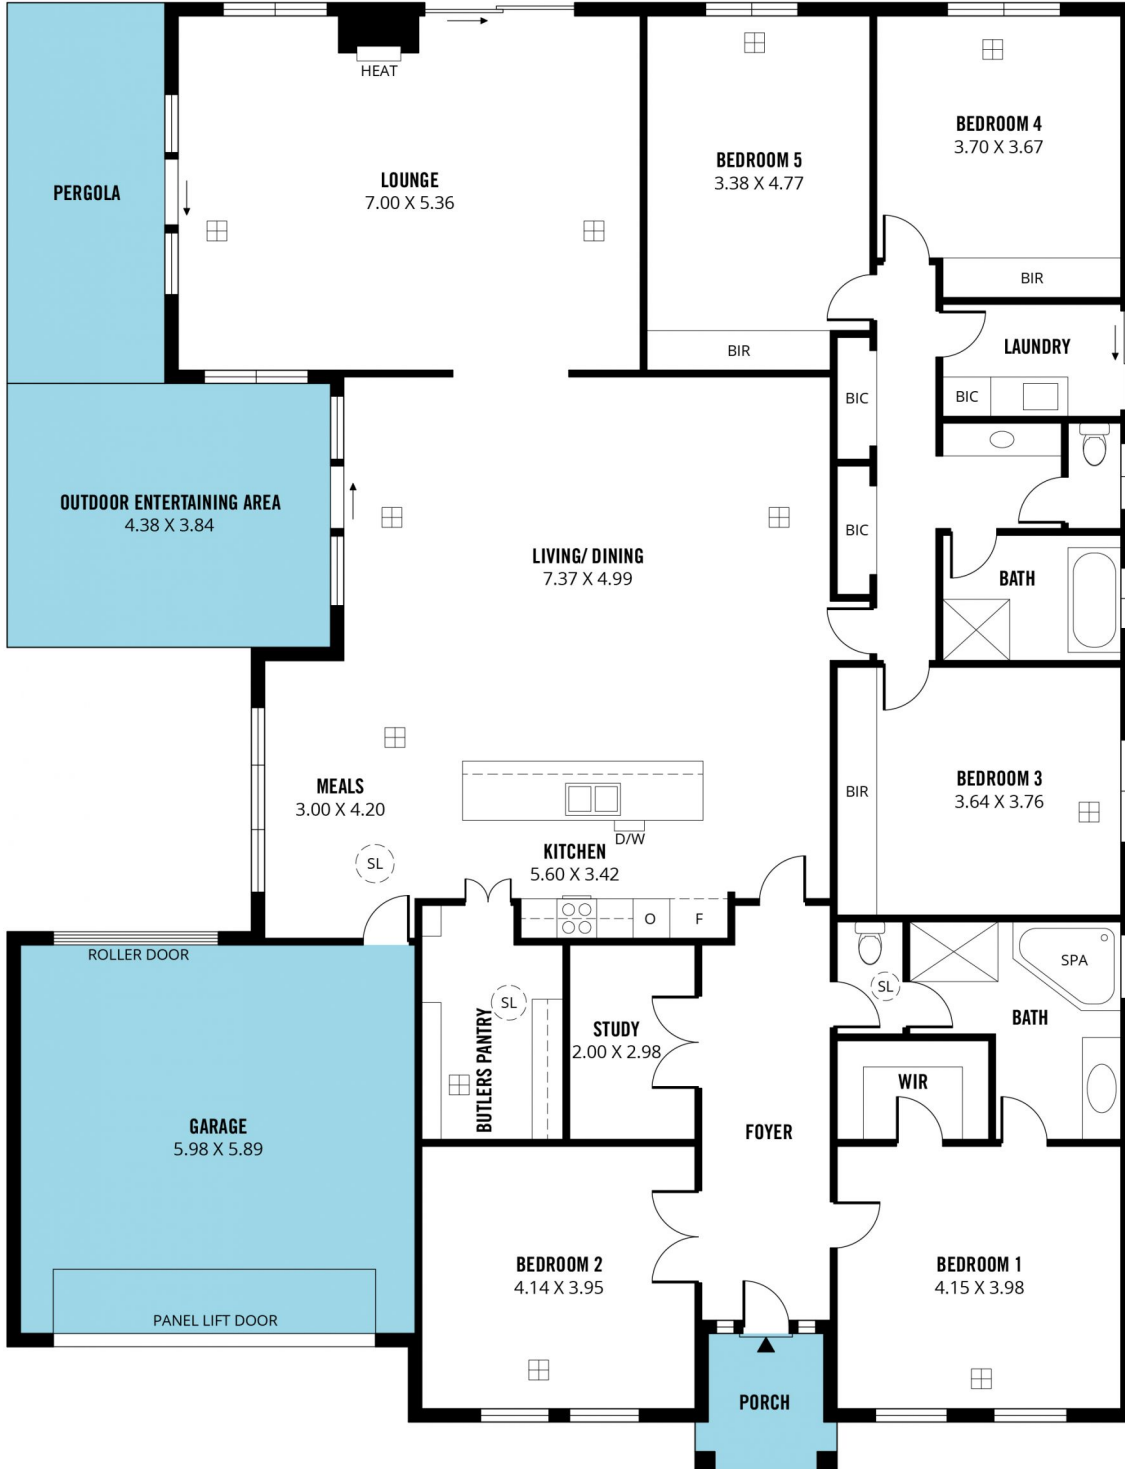 HEAT
LOUNGE
7.00 X 5.36
PERGOLA
BEDROOM 5
3.38 X 4.77
BIR
BEDROOM 4
3.70 X 3.67
BIR
LAUNDRY
BIC
BIC
BIC
OUTDOOR ENTERTAINING AREA
4.38 X 3.84
LIVING/ DINING
7.37 X 4.99
BATH
MEALS
3.00 X 4.20
SL
D/W
KITCHEN
5.60 X 3.42
O
F
BIR
BEDROOM 3
3.64 X 3.76
ROLLER DOOR
GARAGE
5.98 X 5.89
PANEL LIFT DOOR
SL
BUTLERS PANTRY
STUDY
2.00 X 2.98
FOYER
SL
SPA
BATH
WIR
BEDROOM 2
4.14 X 3.95
BEDROOM 1
4.15 X 3.98
PORCH